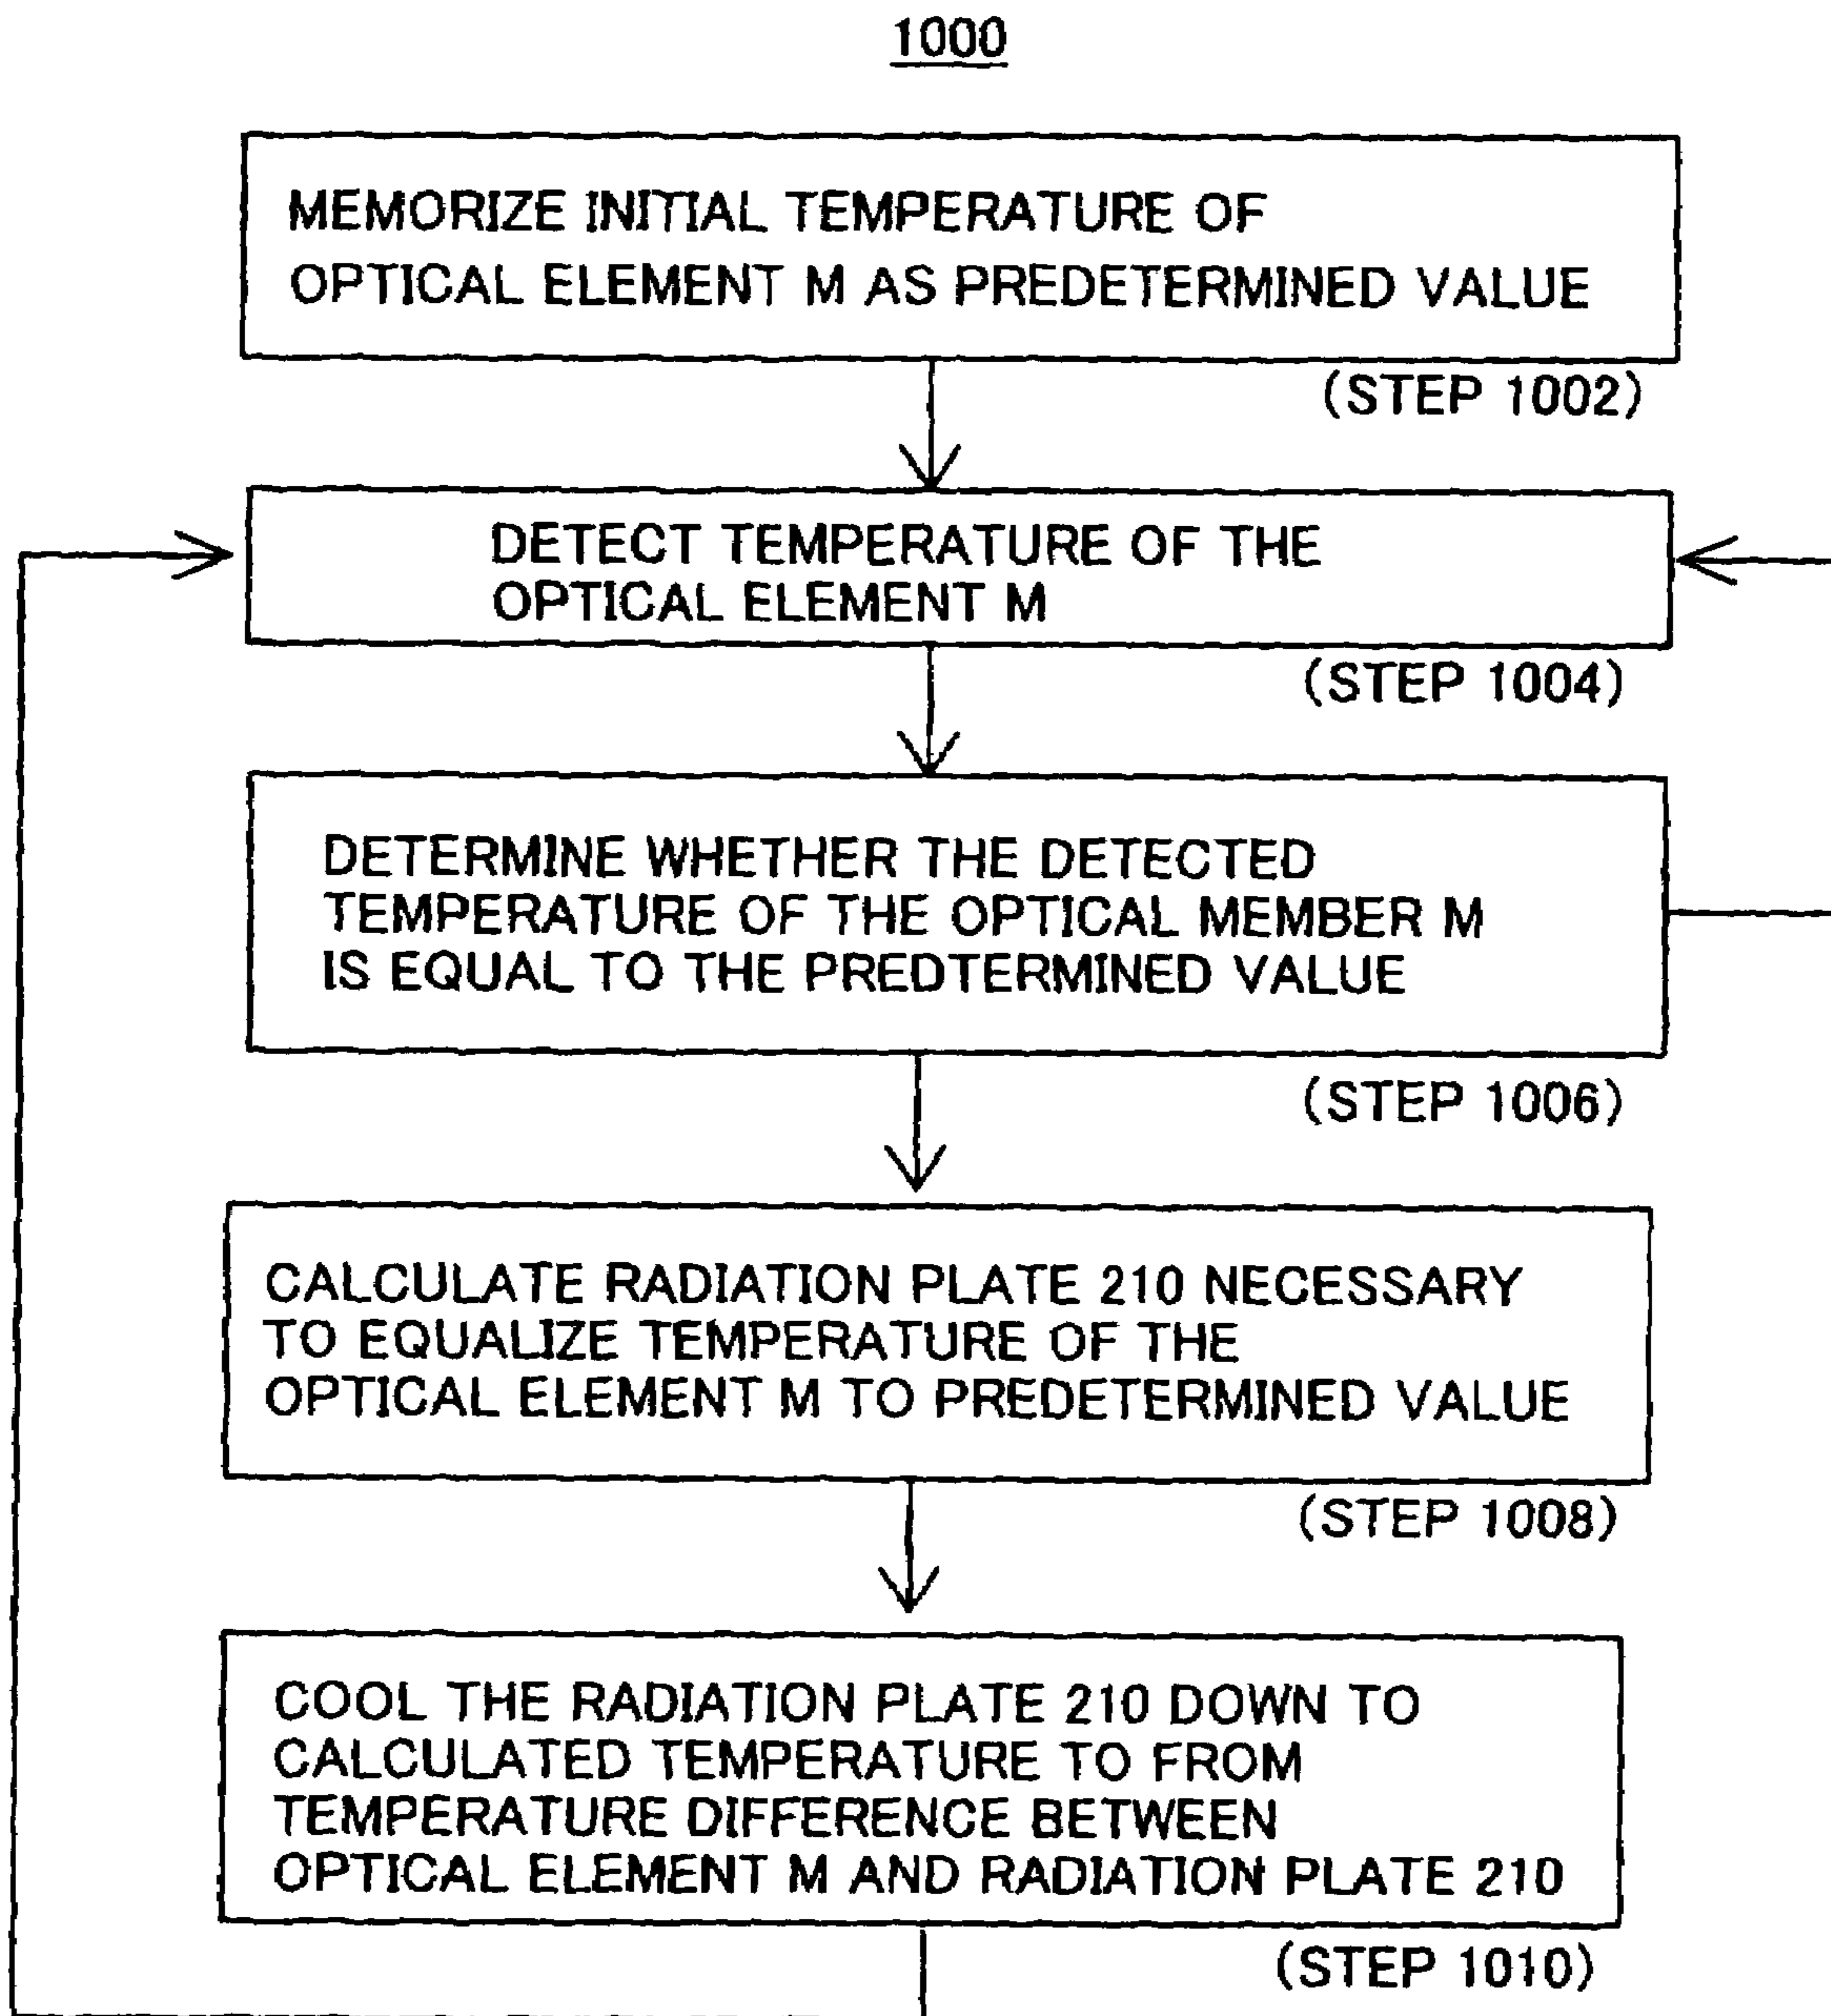 1000
MEMORIZE INITIAL TEMPERATURE OF
OPTICAL ELEMENT M AS PREDETERMINED VALUE
(STEP 1002)
DETECT TEMPERATURE OF THE
OPTICAL ELEMENT M
(STEP 1004)
DETERMINE WHETHER THE DETECTED
TEMPERATURE OF THE OPTICAL MEMBER M
IS EQUAL TO THE PREDTERMINED VALUE
(STEP 1006)
CALCULATE RADIATION PLATE 210 NECESSARY
TO EQUALIZE TEMPERATURE OF THE
OPTICAL ELEMENT M TO PREDETERMINED VALUE
(STEP 1008)
COOL THE RADIATION PLATE 210 DOWN TO
CALCULATED TEMPERATURE TO FROM
TEMPERATURE DIFFERENCE BETWEEN
OPTICAL ELEMENT M AND RADIATION PLATE 210
(STEP 1010)